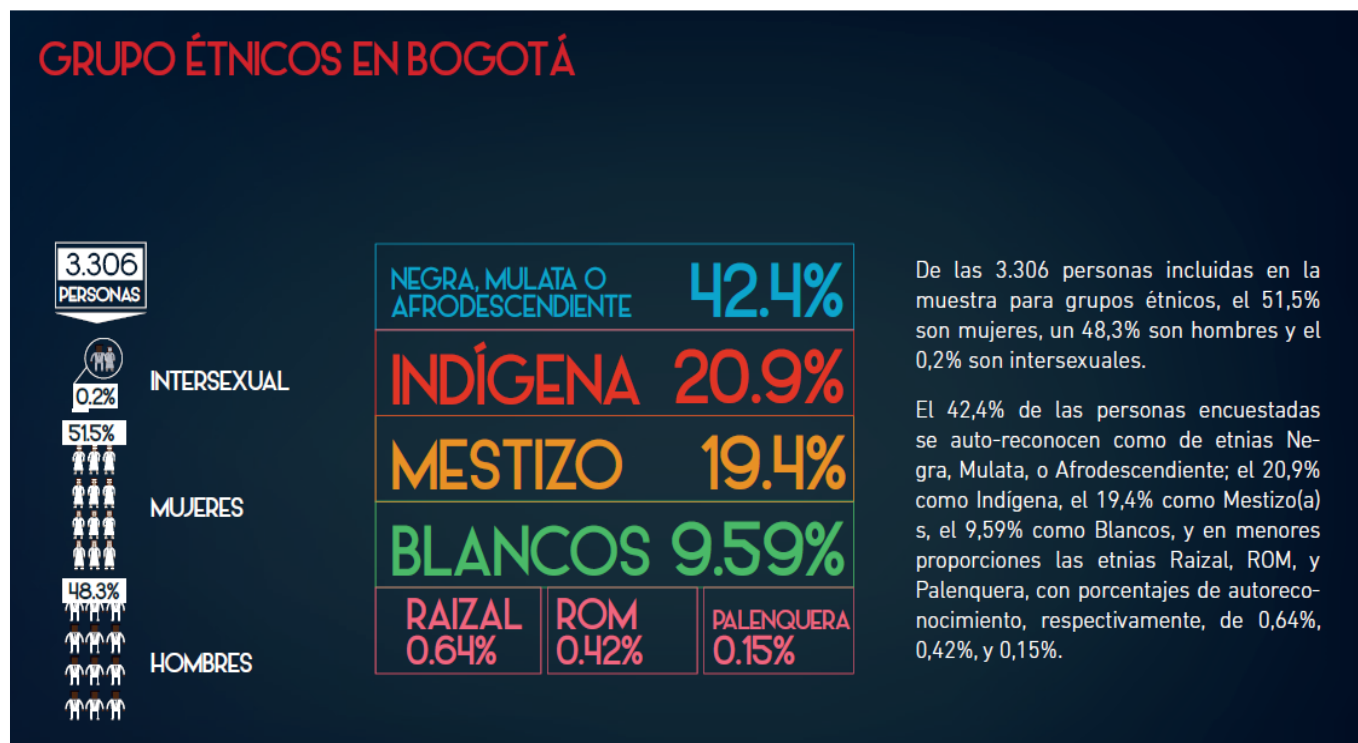 GRUPO ÉTNICOS EN BOGOTÁ
3.306
PERSONAS
0.2%
INTERSEXUAL
51.5%
MUJERES
48.3%
HOMBRES
NEGRA, MULATA O
AFRODESCENDIENTE
42.4%
INDÍGENA 20.9%
MESTIZO 19.4%
BLANCOS 9.59%
RAIZAL
0.64%
ROM
0.42%
PALENQUERA
0.15%
De las 3.306 personas incluidas en la
muestra para grupos étnicos, el 51,5%
son mujeres, un 48,3% son hombres y el
0,2% son intersexuales.
El 42,4% de las personas encuestadas
se auto-reconocen como de etnias Ne-
gra, Mulata, o Afrodescendiente; el 20,9%
como Indígena, el 19,4% como Mestizo(a)
s, el 9,59% como Blancos, y en menores
proporciones las etnias Raizal, ROM, y
Palenquera, con porcentajes de autoreco-
nocimiento, respectivamente, de 0,64%,
0,42%, y 0,15%.